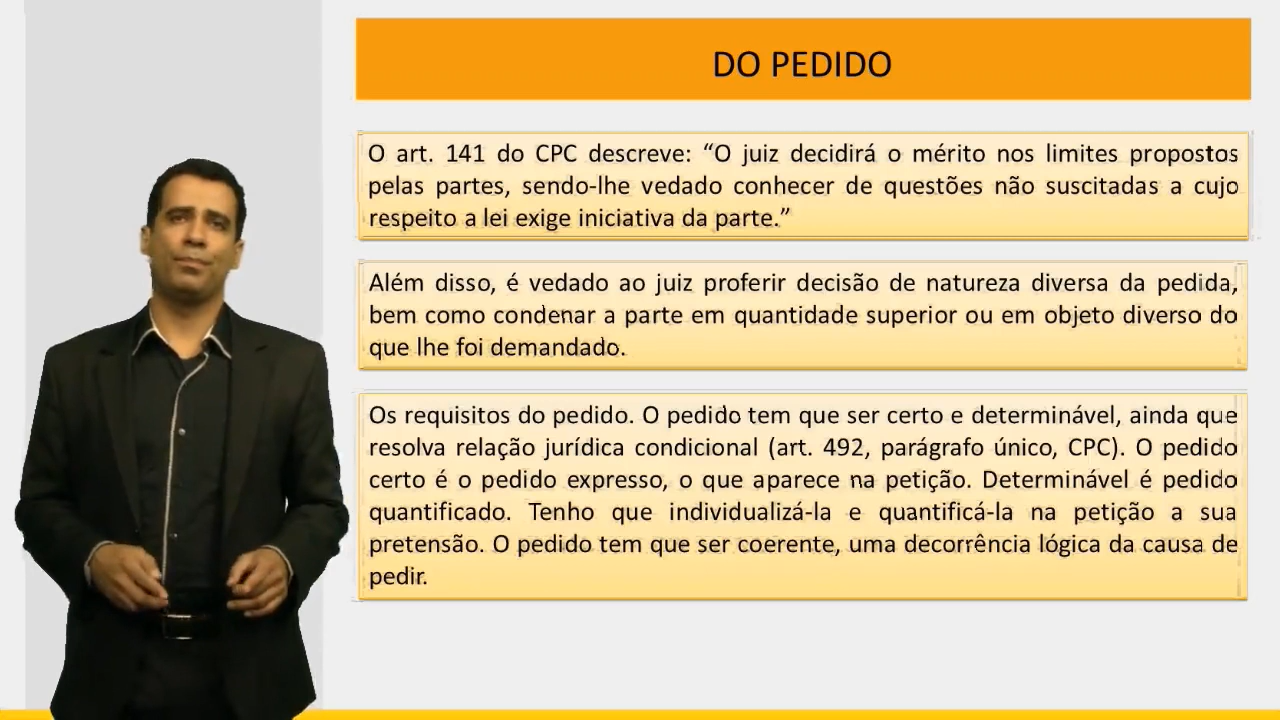 DO PEDIDO
O art. 141 do CPC descreve: “O juiz decidirá o mérito nos limites propostos
pelas partes, sendo-lhe vedado conhecer de questões não suscitadas a cujo
respeito a lei exige iniciativa da parte.”
Além disso, é vedado ao juiz proferir decisão de natureza diversa da pedida,
bem como condenar a parte em quantidade superior ou em objeto diverso do
que lhe foi demandado.
Os requisitos do pedido. O pedido tem que ser certo e determinável, ainda que
resolva relação jurídica condicional (art. 492, parágrafo único, CPC). O pedido
certo é o pedido expresso, o que aparece na petição. Determinável é pedido
quantificado. Tenho que individualizá-la e quantificá-la na petição a sua
pretensão. O pedido tem que ser coerente, uma decorrência lógica da causa de
pedir.